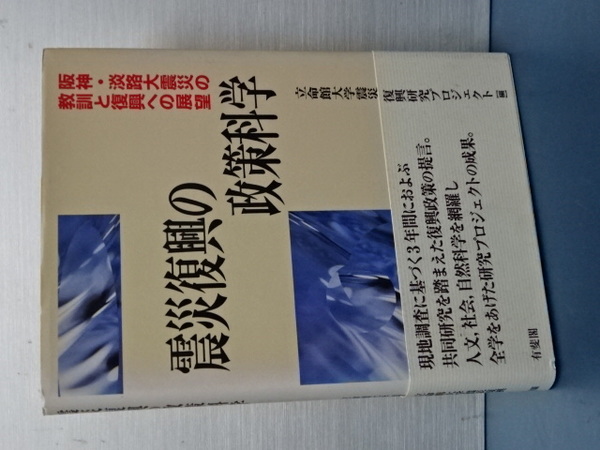 阪神・淡路大震災の
教訓と復興への展望
震災復興の
政策科学
立命館大学震災
復興研究プロジェクト 編
現地調査に基づく3年間におよぶ
共同研究を踏まえた復興政策の提言。
人文,社会,自然科学を網羅し
全学をあげた研究プロジェクトの成果。
有斐閣